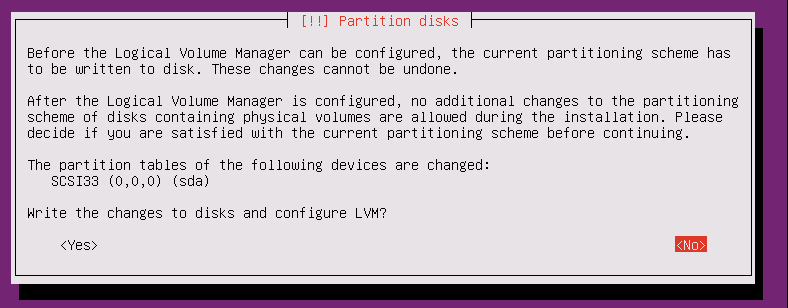 [!!] Partition disks
Before the Logical Volume Manager can be configured, the current partitioning scheme has
to be written to disk. These changes cannot be undone.
After the Logical Volume Manager is configured, no additional changes to the partitioning
scheme of disks containing physical volumes are allowed during the installation. Please
decide if you are satisfied with the current partitioning scheme before continuing.
The partition tables of the following devices are changed:
SCSI33 (0,0,0) (sda)
Write the changes to disks and configure LVM?
<Yes> <No>